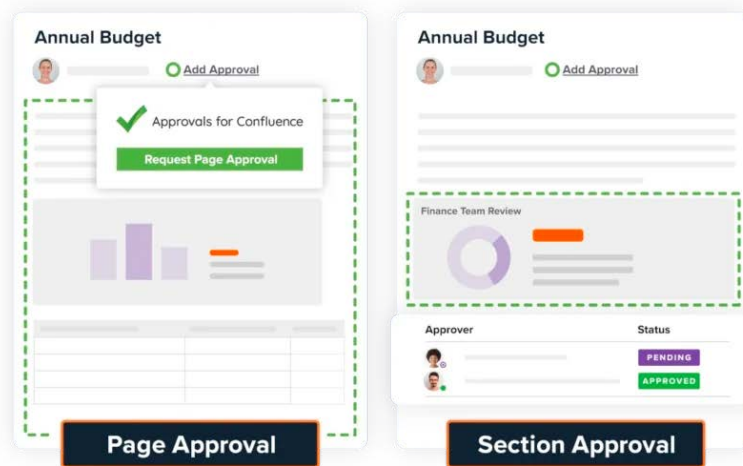 Annual Budget
Add Approval
Approvals for Confluence
Request Page Approval
Page Approval
Annual Budget
Add Approval
Finance Team Review
Approver Status
PENDING
APPROVED
Section Approval